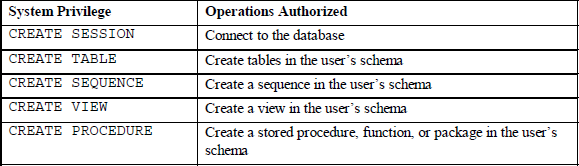 System Privilege Operations Authorized
CREATE SESSION Connect to the database
CREATE TABLE Create tables in the user's schema
CREATE SEQUENCE Create a sequence in the user's schema
CREATE VIEW Create a view in the user's schema
CREATE PROCEDURE Create a stored procedure, function, or package in the user's
schema